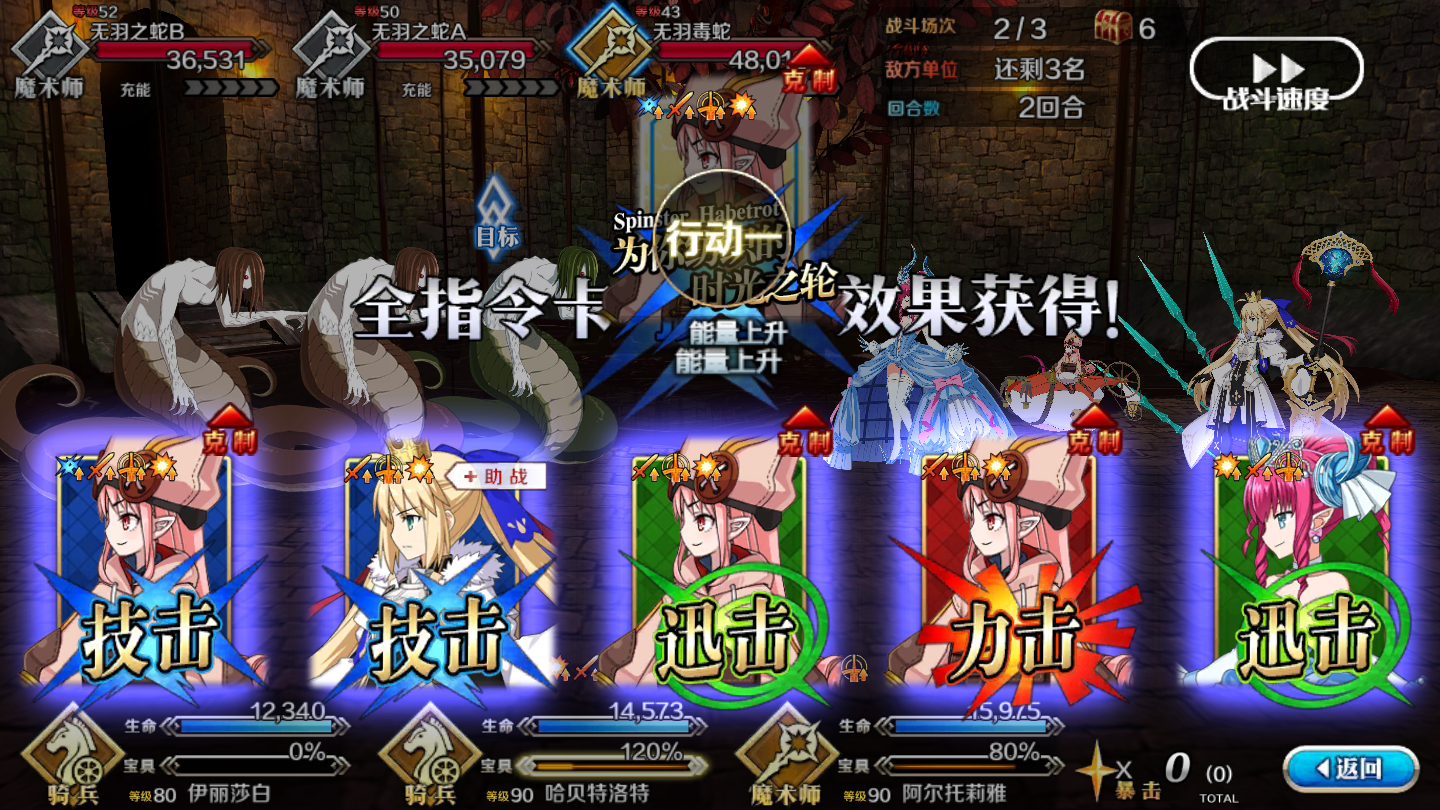 等级52
无羽之蛇B
36,531
魔术师
充能
等级50
无羽之蛇A
35,079
魔术师
充能
等级43
无羽毒蛇
魔术师
克制
战斗场次
2/3
6
敌方单位
还剩3名
回合数
2回合
战斗速度
目标
Spinster Habetrot
行动一
时光之轮
全指令卡
效果获得!
能量上升
能量上升
克制
+助战
克制
克制
克制
技击
技击
迅击
力击
迅击
生命
12,340
宝具
0%
骑兵
等级80
伊丽莎白
生命
14,573
宝具
120%
骑兵
等级90
哈贝特洛特
生命
15,975
宝具
80%
魔术师
等级90
阿尔托莉雅
X
暴击
0
(0)
TOTAL
返回